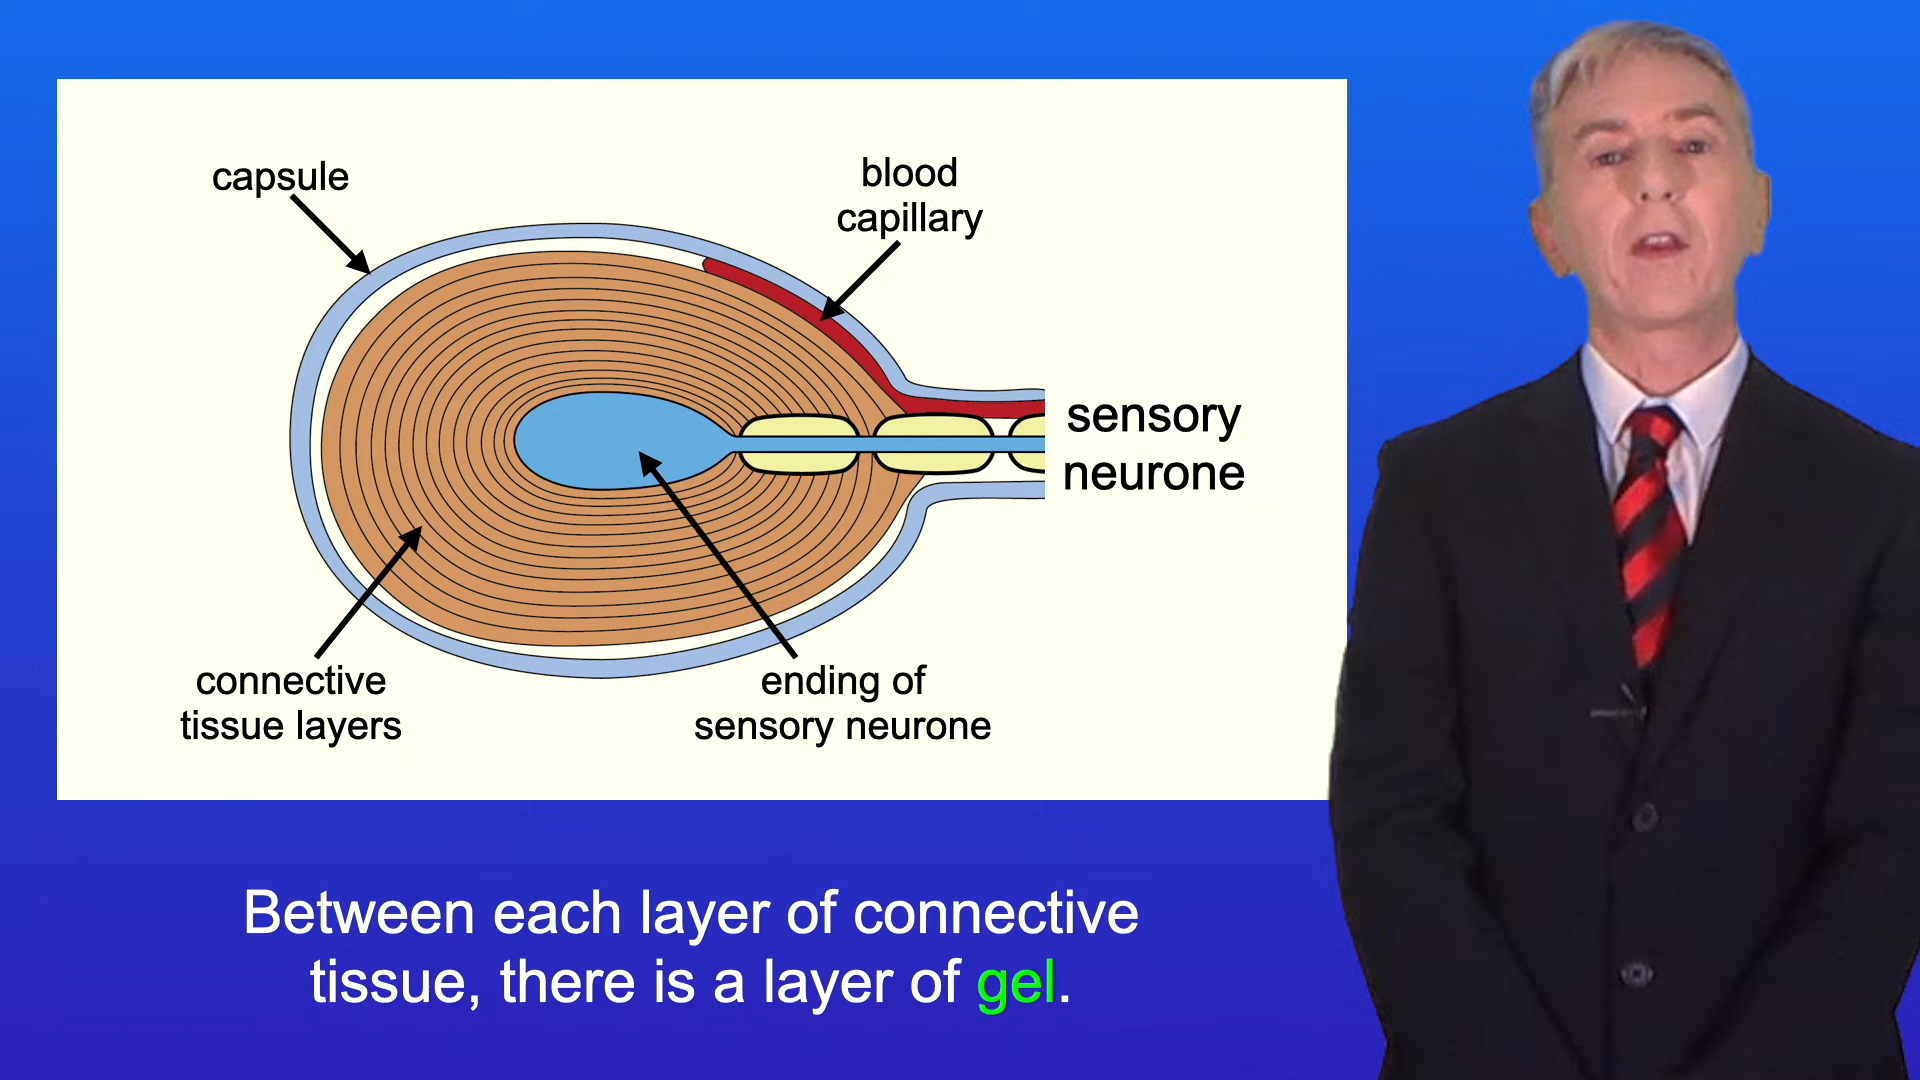 capsule
blood
capillary
sensory
neurone
connective
tissue layers
ending of
sensory neurone
Between each layer of connective
tissue, there is a layer of gel.